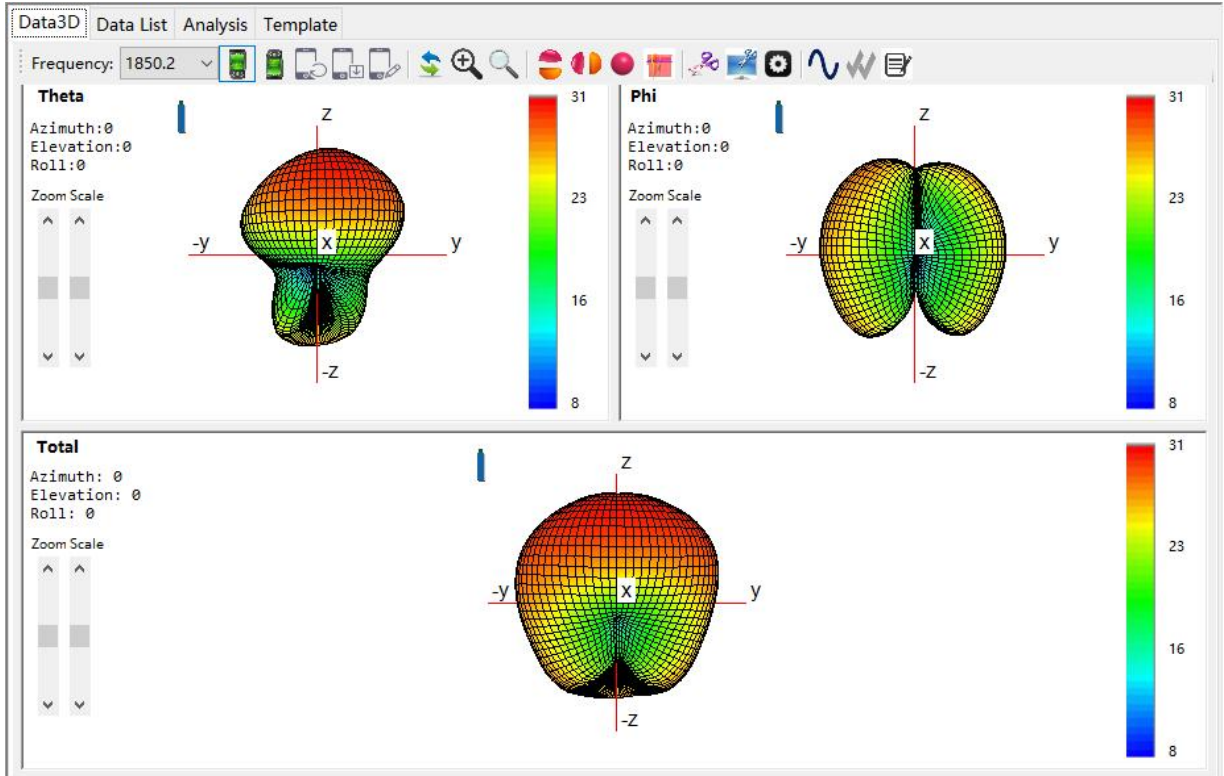 Data3D Data List Analysis Template
Frequency: 1850.2
Theta
Azimuth:0
Elevation:0
Roll:0
Zoom Scale
z
-y
x
y
-z
31
23
16
8
Phi
Azimuth:0
Elevation:0
Roll:0
Zoom Scale
z
-y
x
y
-z
31
23
16
8
Total
Azimuth: 0
Elevation: 0
Roll: 0
Zoom Scale
z
-y
x
y
-z
31
23
16
8